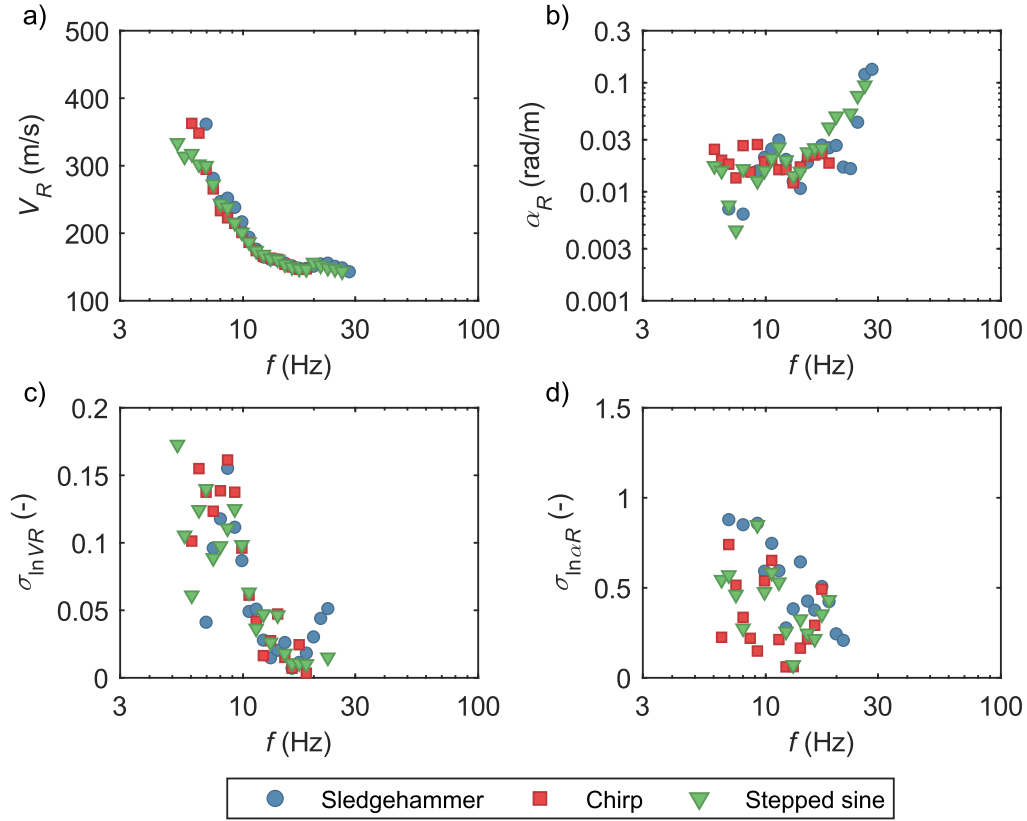 a)
500
400
300
200
100
V_R (m/s)
3 10 30 100
f (Hz)
b)
0.3
0.1
0.03
0.010
0.003
0.001
α_R (rad/m)
3 10 30 100
f (Hz)
c)
0.2
0.15
0.1
0.05
0
σ_lnVR (-)
3 10 30 100
f (Hz)
d)
1.5
1
0.5
0
σ_lnαR (-)
3 10 30 100
f (Hz)
Sledgehammer Chirp Stepped sine